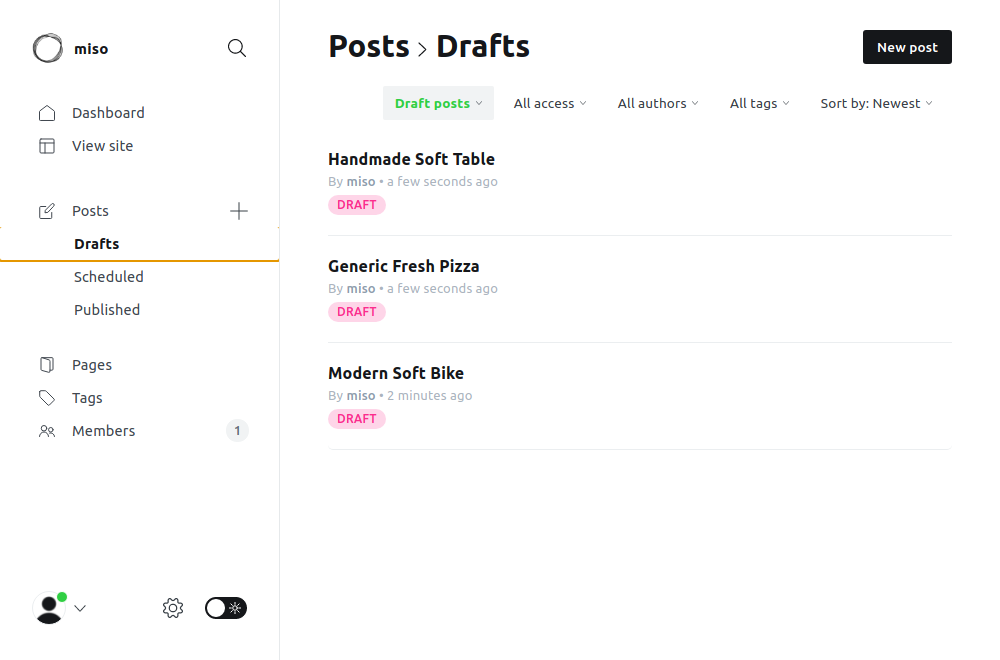 miso
Dashboard
View site
Posts
Drafts
Scheduled
Published
Pages
Tags
Members 1
Posts > Drafts
New post
Draft posts All access All authors All tags Sort by: Newest
Handmade Soft Table
By miso • a few seconds ago
DRAFT
Generic Fresh Pizza
By miso • a few seconds ago
DRAFT
Modern Soft Bike
By miso • 2 minutes ago
DRAFT